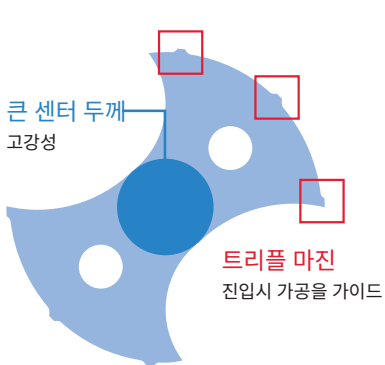 큰 센터 두께
고강성
트리플 마진
진입시 가공을 가이드